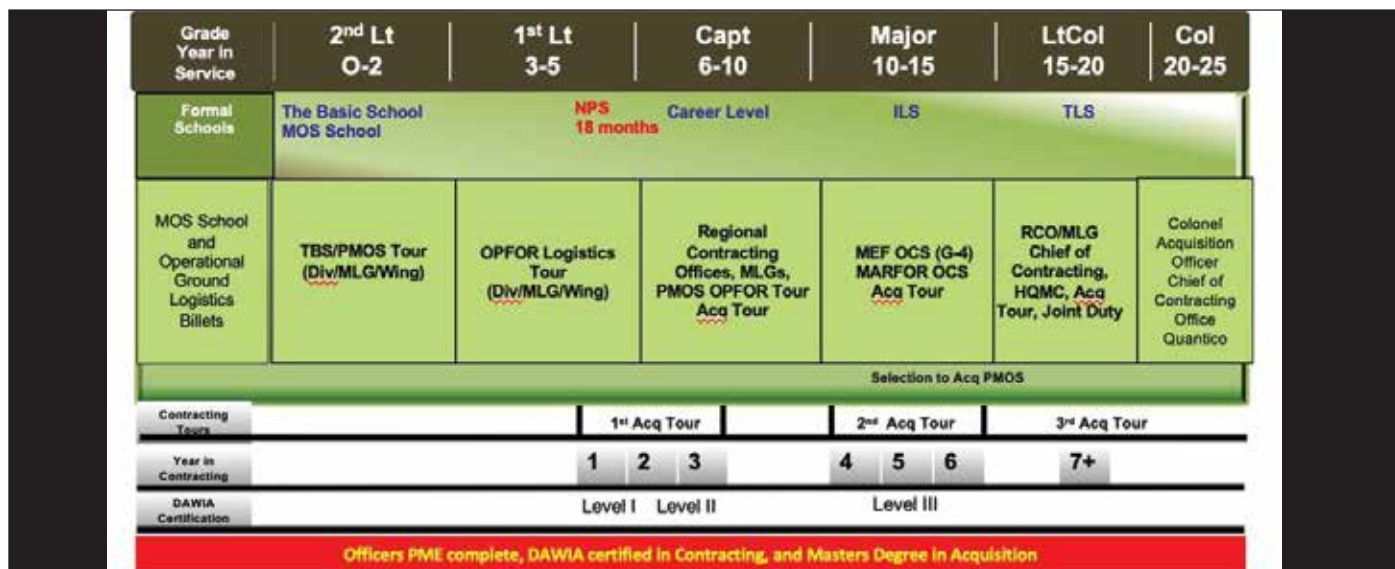 Grade
Year in
Service
2nd Lt
O-2
1st Lt
3-5
Capt
6-10
Major
10-15
LtCol
15-20
Col
20-25
Formal
Schools
The Basic School
MOS School
NPS
18 months
Career Level
ILS
TLS
MOS School
and
Operational
Ground
Logistics
Billets
TBS/PMOS Tour
(Div/MLG/Wing)
OPFOR Logistics
Tour
(Div/MLG/Wing)
Regional
Contracting
Offices, MLGs,
PMOS OPFOR Tour
Acq Tour
MEF OCS (G-4)
MARFOR OCS
Acq Tour
RCO/MLG
Chief of
Contracting,
HQMC, Acq
Tour, Joint Duty
Colonel
Acquisition
Officer
Chief of
Contracting
Office
Quantico
Selection to Acq PMOS
Contracting
Tours
1st Acq Tour
2nd Acq Tour
3rd Acq Tour
Year in
Contracting
1 2 3 4 5 6 7+
DAWIA
Certification
Level I Level II Level III
Officers PME complete, DAWIA certified in Contracting, and Masters Degree in Acquisition